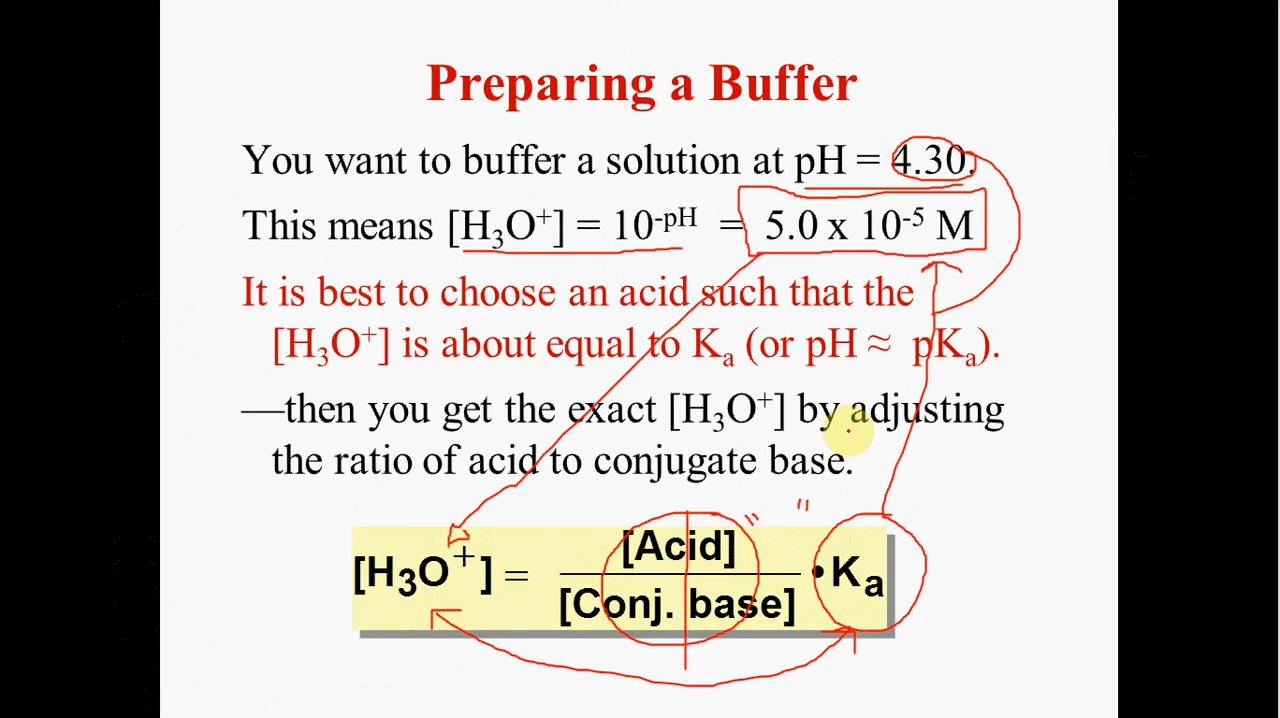 Preparing a Buffer
You want to buffer a solution at pH = 4.30.
This means [H₃O⁺] = 10⁻ᵖᴴ = 5.0 x 10⁻⁵ M
It is best to choose an acid such that the
[H₃O⁺] is about equal to Kₐ (or pH ≈ pKₐ).
—then you get the exact [H₃O⁺] by adjusting
the ratio of acid to conjugate base.
[H₃O⁺] = [Acid] / [Conj. base] • Kₐ